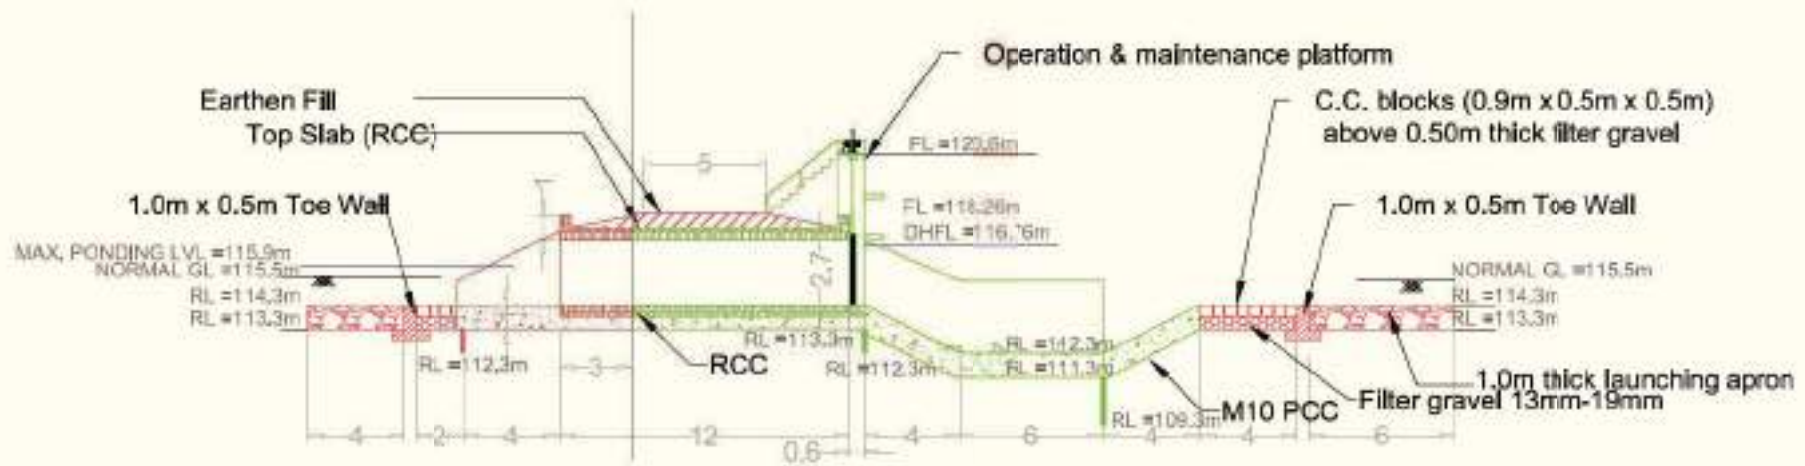 Operation & maintenance platform
Earthen Fill
Top Slab (RCC)
C.C. blocks (0.9m x 0.5m x 0.5m)
above 0.50m thick filter gravel
5
1.0m x 0.5m Toe Wall
FL =118.26m
DHFL =116.76m
1.0m x 0.5m Toe Wall
MAX. PONDING LVL =115.9m
NORMAL GL =115.5m
RL =114.3m
RL =113.3m
2.7
NORMAL GL =115.5m
RL =114.3m
RL =113.3m
RL =112.3m
3
RCC
RL =113.3m
RL =112.3m
RL =112.3m
RL =111.3m
RL =109.3m
M10 PCC
1.0m thick launching apron
Filter gravel 13mm-19mm
4
2
4
12
0.6
4
6
4
4
6